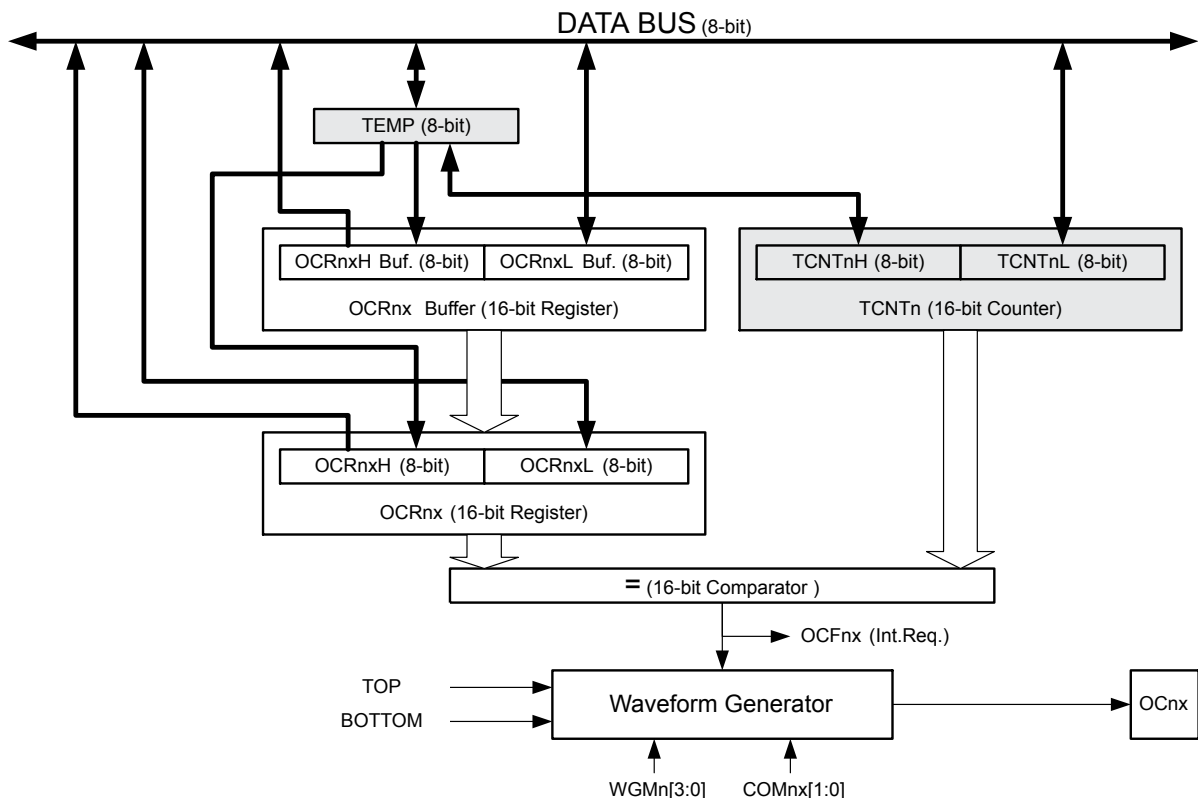 DATA BUS (8-bit)
TEMP (8-bit)
OCRnxH Buf. (8-bit) OCRnxL Buf. (8-bit)
OCRnx Buffer (16-bit Register)
TCNTnH (8-bit) TCNTnL (8-bit)
TCNTn (16-bit Counter)
OCRnxH (8-bit) OCRnxL (8-bit)
OCRnx (16-bit Register)
= (16-bit Comparator )
OCFnx (Int.Req.)
TOP
BOTTOM
Waveform Generator
OCnx
WGMn[3:0] COMnx[1:0]